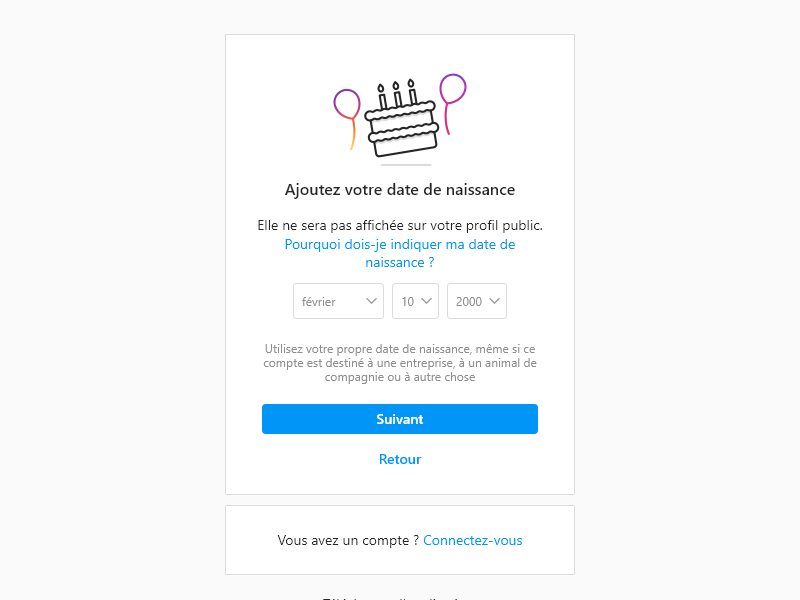 Ajoutez votre date de naissance
Elle ne sera pas affichée sur votre profil public.
Pourquoi dois-je indiquer ma date de
naissance ?
février 10 2000
Utilisez votre propre date de naissance, même si ce
compte est destiné à une entreprise, à un animal de
compagnie ou à autre chose
Suivant
Retour
Vous avez un compte ? Connectez-vous